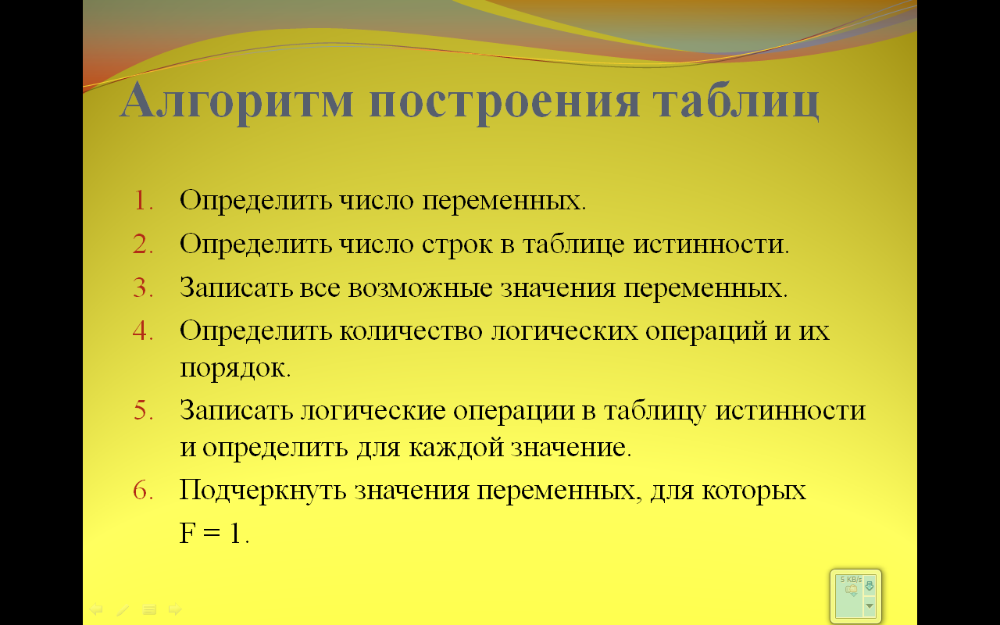 Алгоритм построения таблиц
1. Определить число переменных.
2. Определить число строк в таблице истинности.
3. Записать все возможные значения переменных.
4. Определить количество логических операций и их
порядок.
5. Записать логические операции в таблицу истинности
и определить для каждой значение.
6. Подчеркнуть значения переменных, для которых
F = 1.
5 KB/s